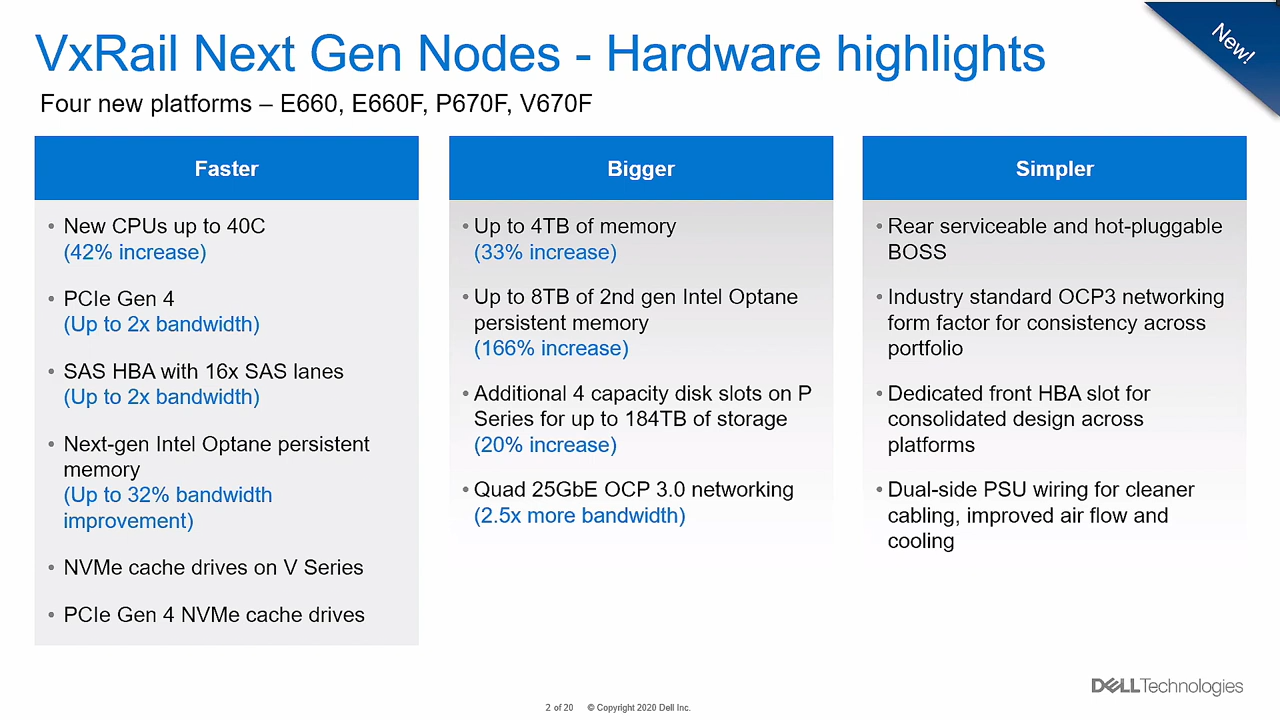 VxRail Next Gen Nodes - Hardware highlights
New!
Four new platforms – E660, E660F, P670F, V670F
Faster
• New CPUs up to 40C
(42% increase)
• PCIe Gen 4
(Up to 2x bandwidth)
• SAS HBA with 16x SAS lanes
(Up to 2x bandwidth)
• Next-gen Intel Optane persistent
memory
(Up to 32% bandwidth
improvement)
• NVMe cache drives on V Series
• PCIe Gen 4 NVMe cache drives
Bigger
• Up to 4TB of memory
(33% increase)
• Up to 8TB of 2nd gen Intel Optane
persistent memory
(166% increase)
• Additional 4 capacity disk slots on P
Series for up to 184TB of storage
(20% increase)
• Quad 25GbE OCP 3.0 networking
(2.5x more bandwidth)
Simpler
• Rear serviceable and hot-pluggable
BOSS
• Industry standard OCP3 networking
form factor for consistency across
portfolio
• Dedicated front HBA slot for
consolidated design across
platforms
• Dual-side PSU wiring for cleaner
cabling, improved air flow and
cooling
DELLTechnologies
2 of 20 © Copyright 2020 Dell Inc.